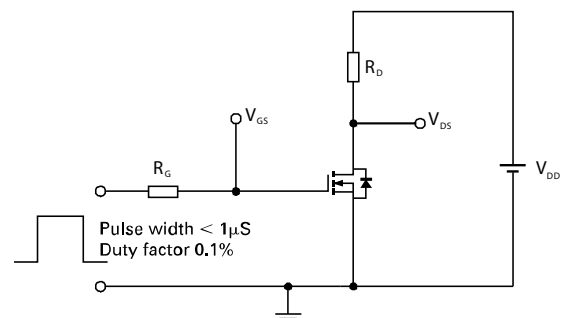 R_D
V_GS
V_DS
R_G
V_DD
Pulse width < 1μS
Duty factor 0.1%